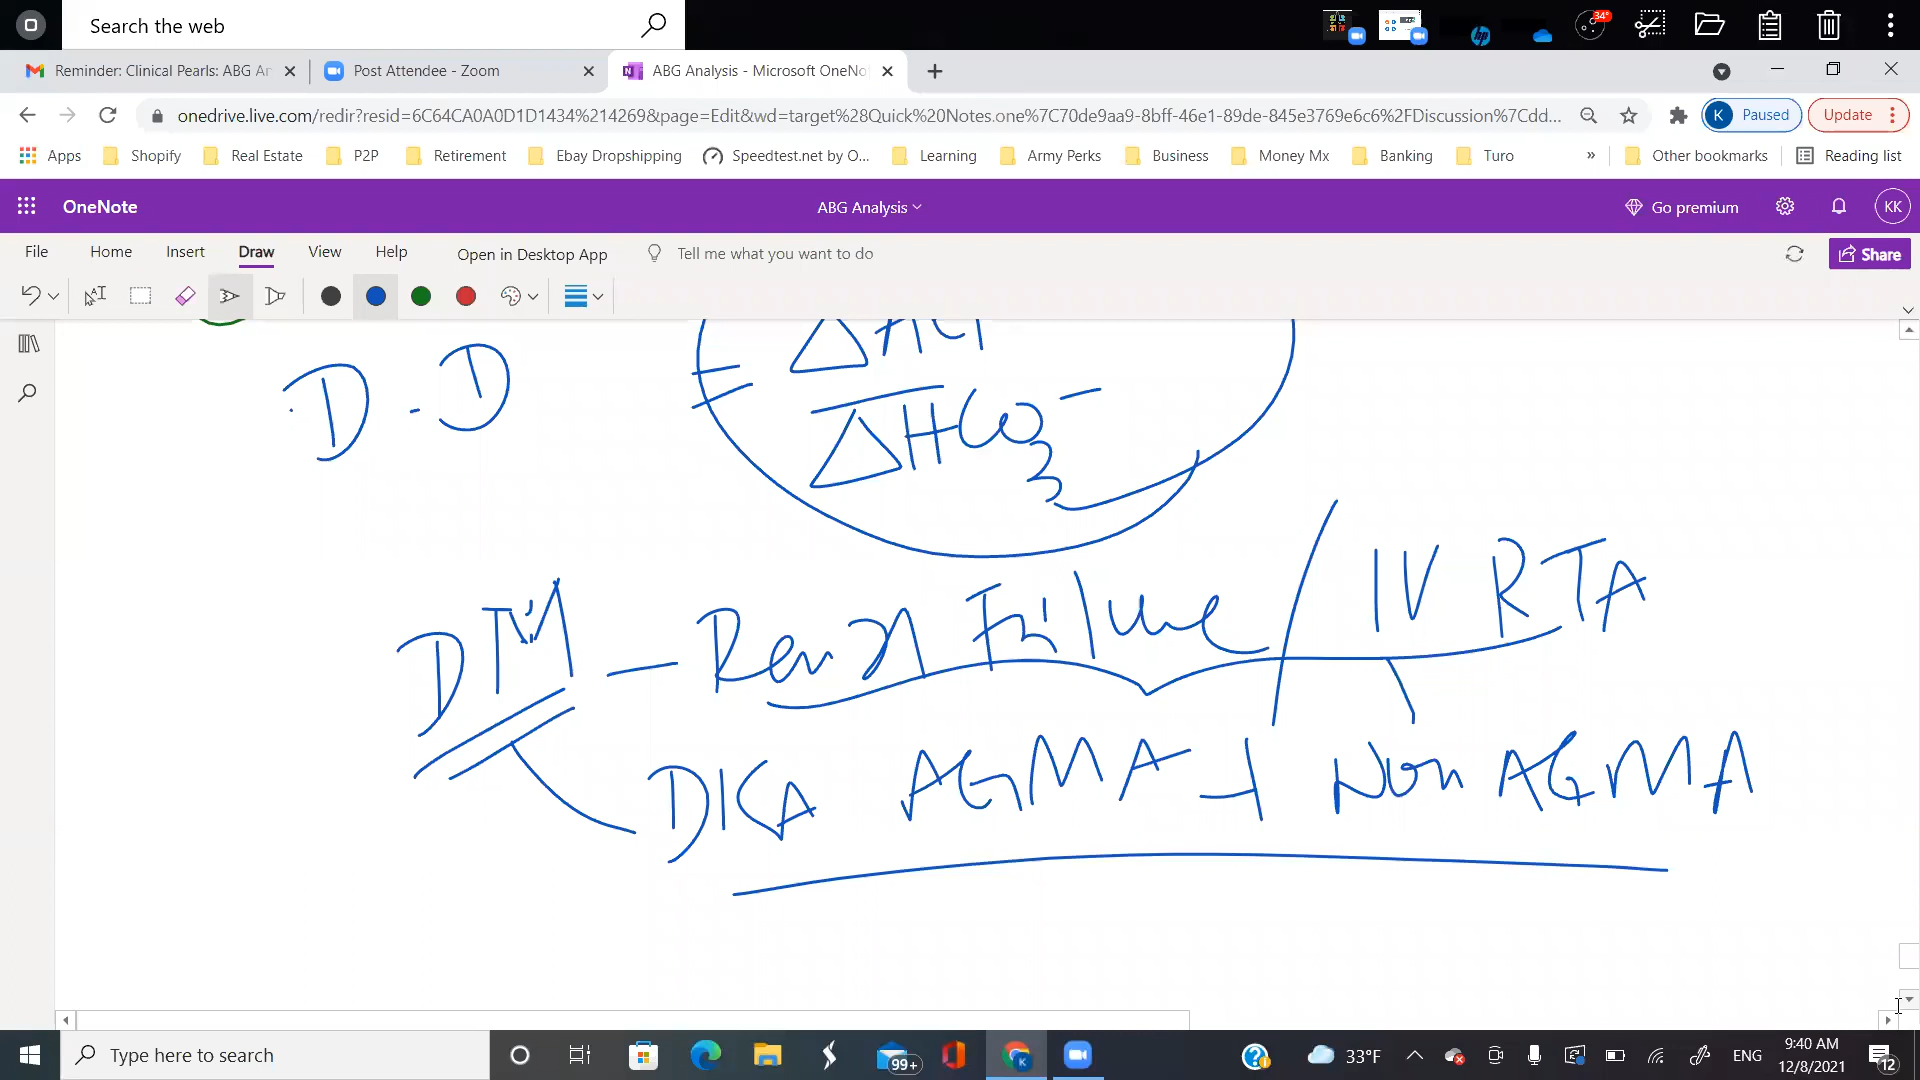 Search the web
34°
Reminder: Clinical Pearls: ABG An
Post Attendee - Zoom
ABG Analysis - Microsoft OneNo
onedrive.live.com/redir?resid=6C64CA0A0D1D1434%214269&page=Edit&wd=target%28Quick%20Notes.one%7C70de9aa9-8bff-46e1-89de-845e3769e6c6%2FDiscussion%7Cdd...
K Paused
Update
Apps Shopify Real Estate P2P Retirement Ebay Dropshipping Speedtest.net by O... Learning Army Perks Business Money Mx Banking Turo » Other bookmarks Reading list
OneNote
ABG Analysis
Go premium
KK
File Home Insert Draw View Help Open in Desktop App Tell me what you want to do
Share
D . D
=
ΔHCO3-
DM — Renal Failure / IV RTA
DKA AGMA + Non AGMA
Type here to search
99+
33°F
ENG
9:40 AM
12/8/2021
12